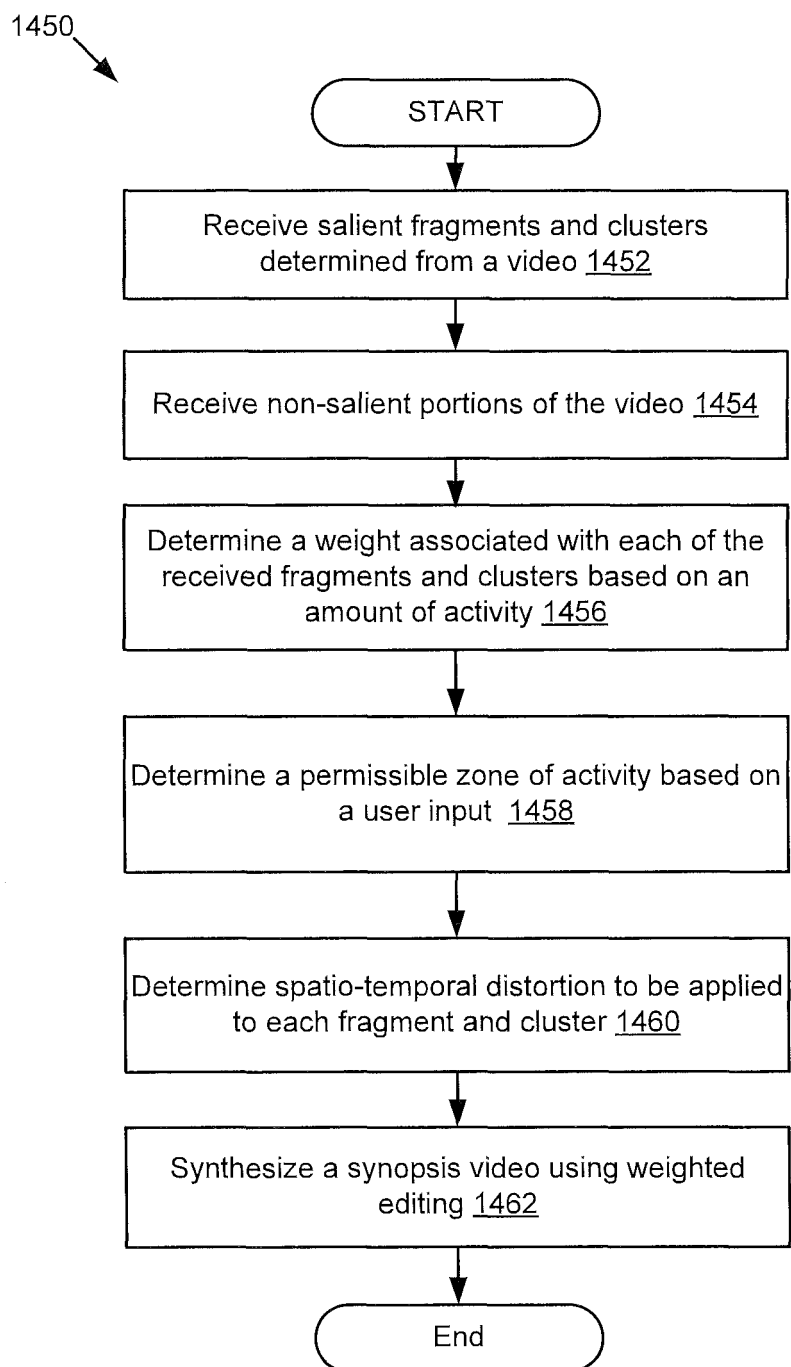 1450
START
Receive salient fragments and clusters
determined from a video 1452
Receive non-salient portions of the video 1454
Determine a weight associated with each of the
received fragments and clusters based on an
amount of activity 1456
Determine a permissible zone of activity based on
a user input 1458
Determine spatio-temporal distortion to be applied
to each fragment and cluster 1460
Synthesize a synopsis video using weighted
editing 1462
End